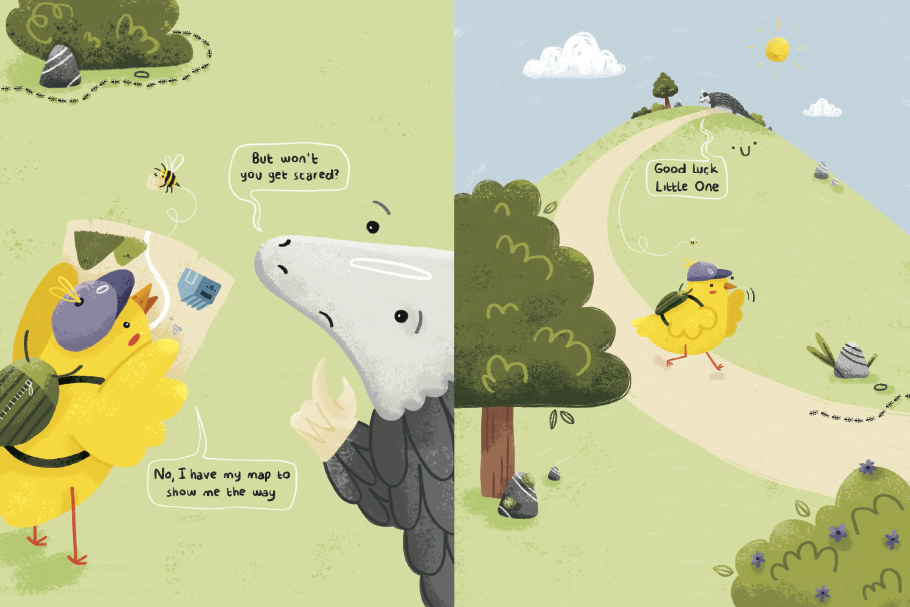 But won't
you get scared?
No, I have my map to
show me the way
Good luck
Little One